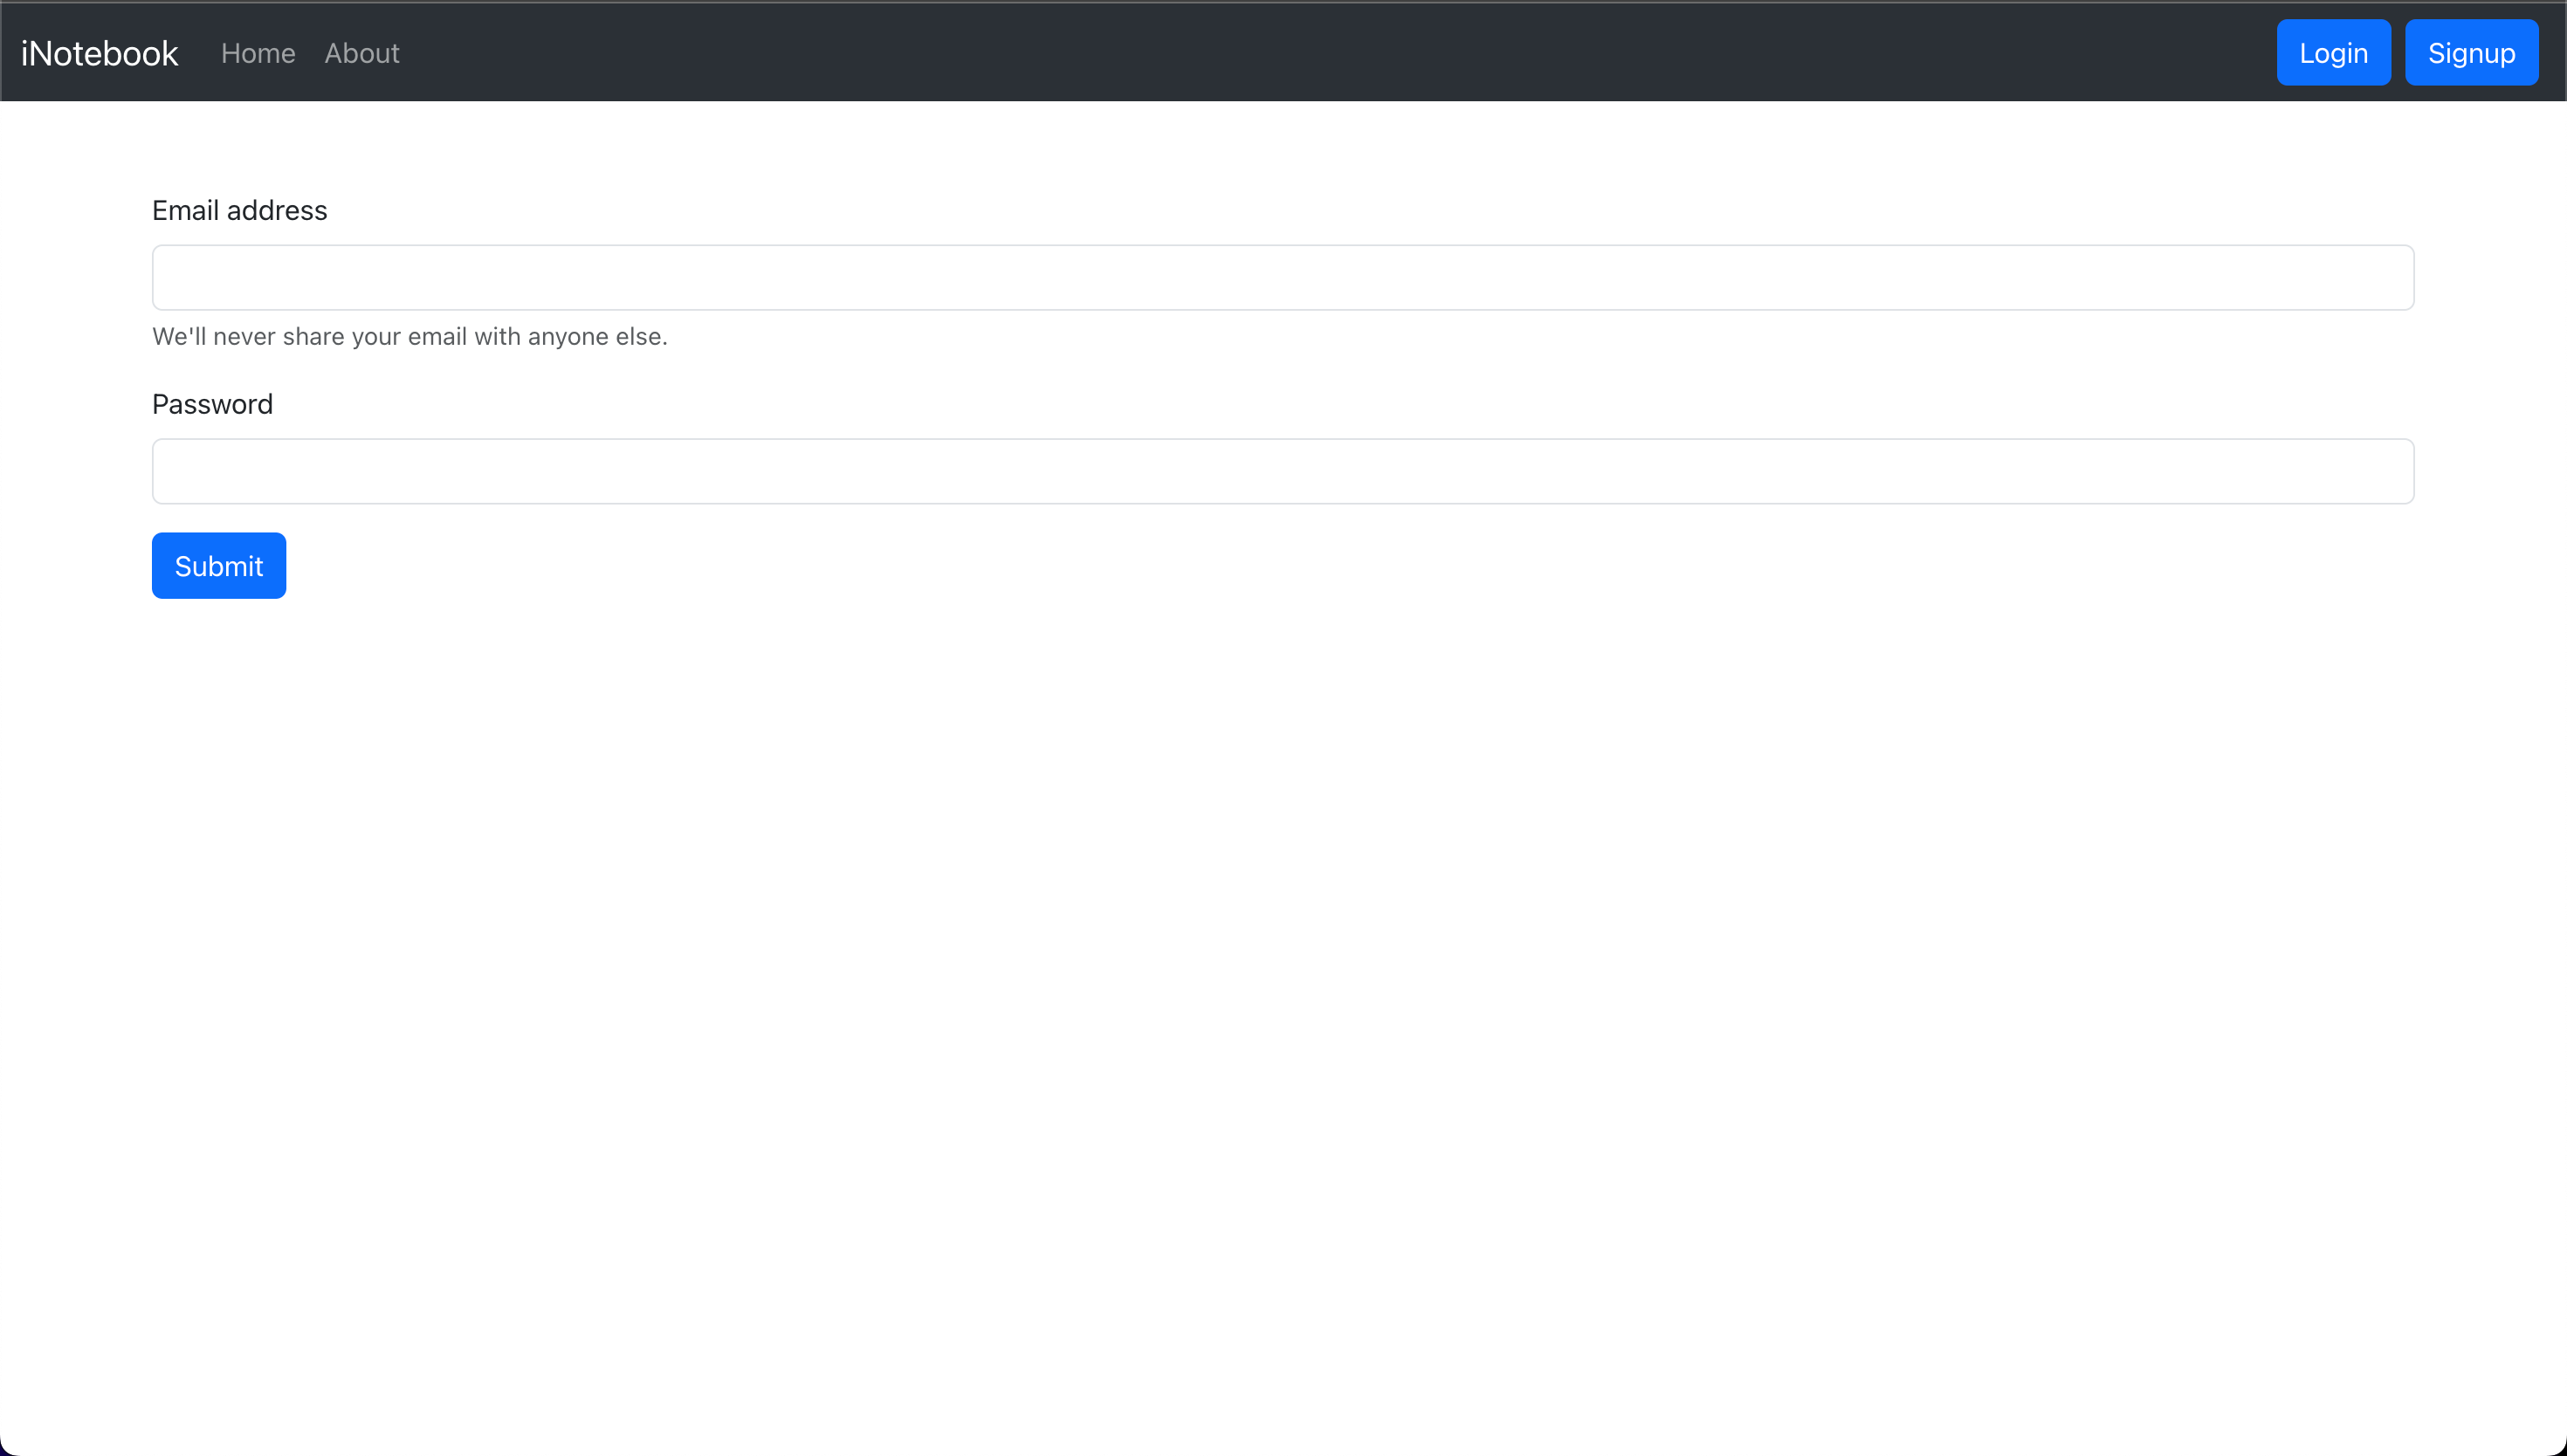 iNotebook Home About Login Signup
Email address
We'll never share your email with anyone else.
Password
Submit